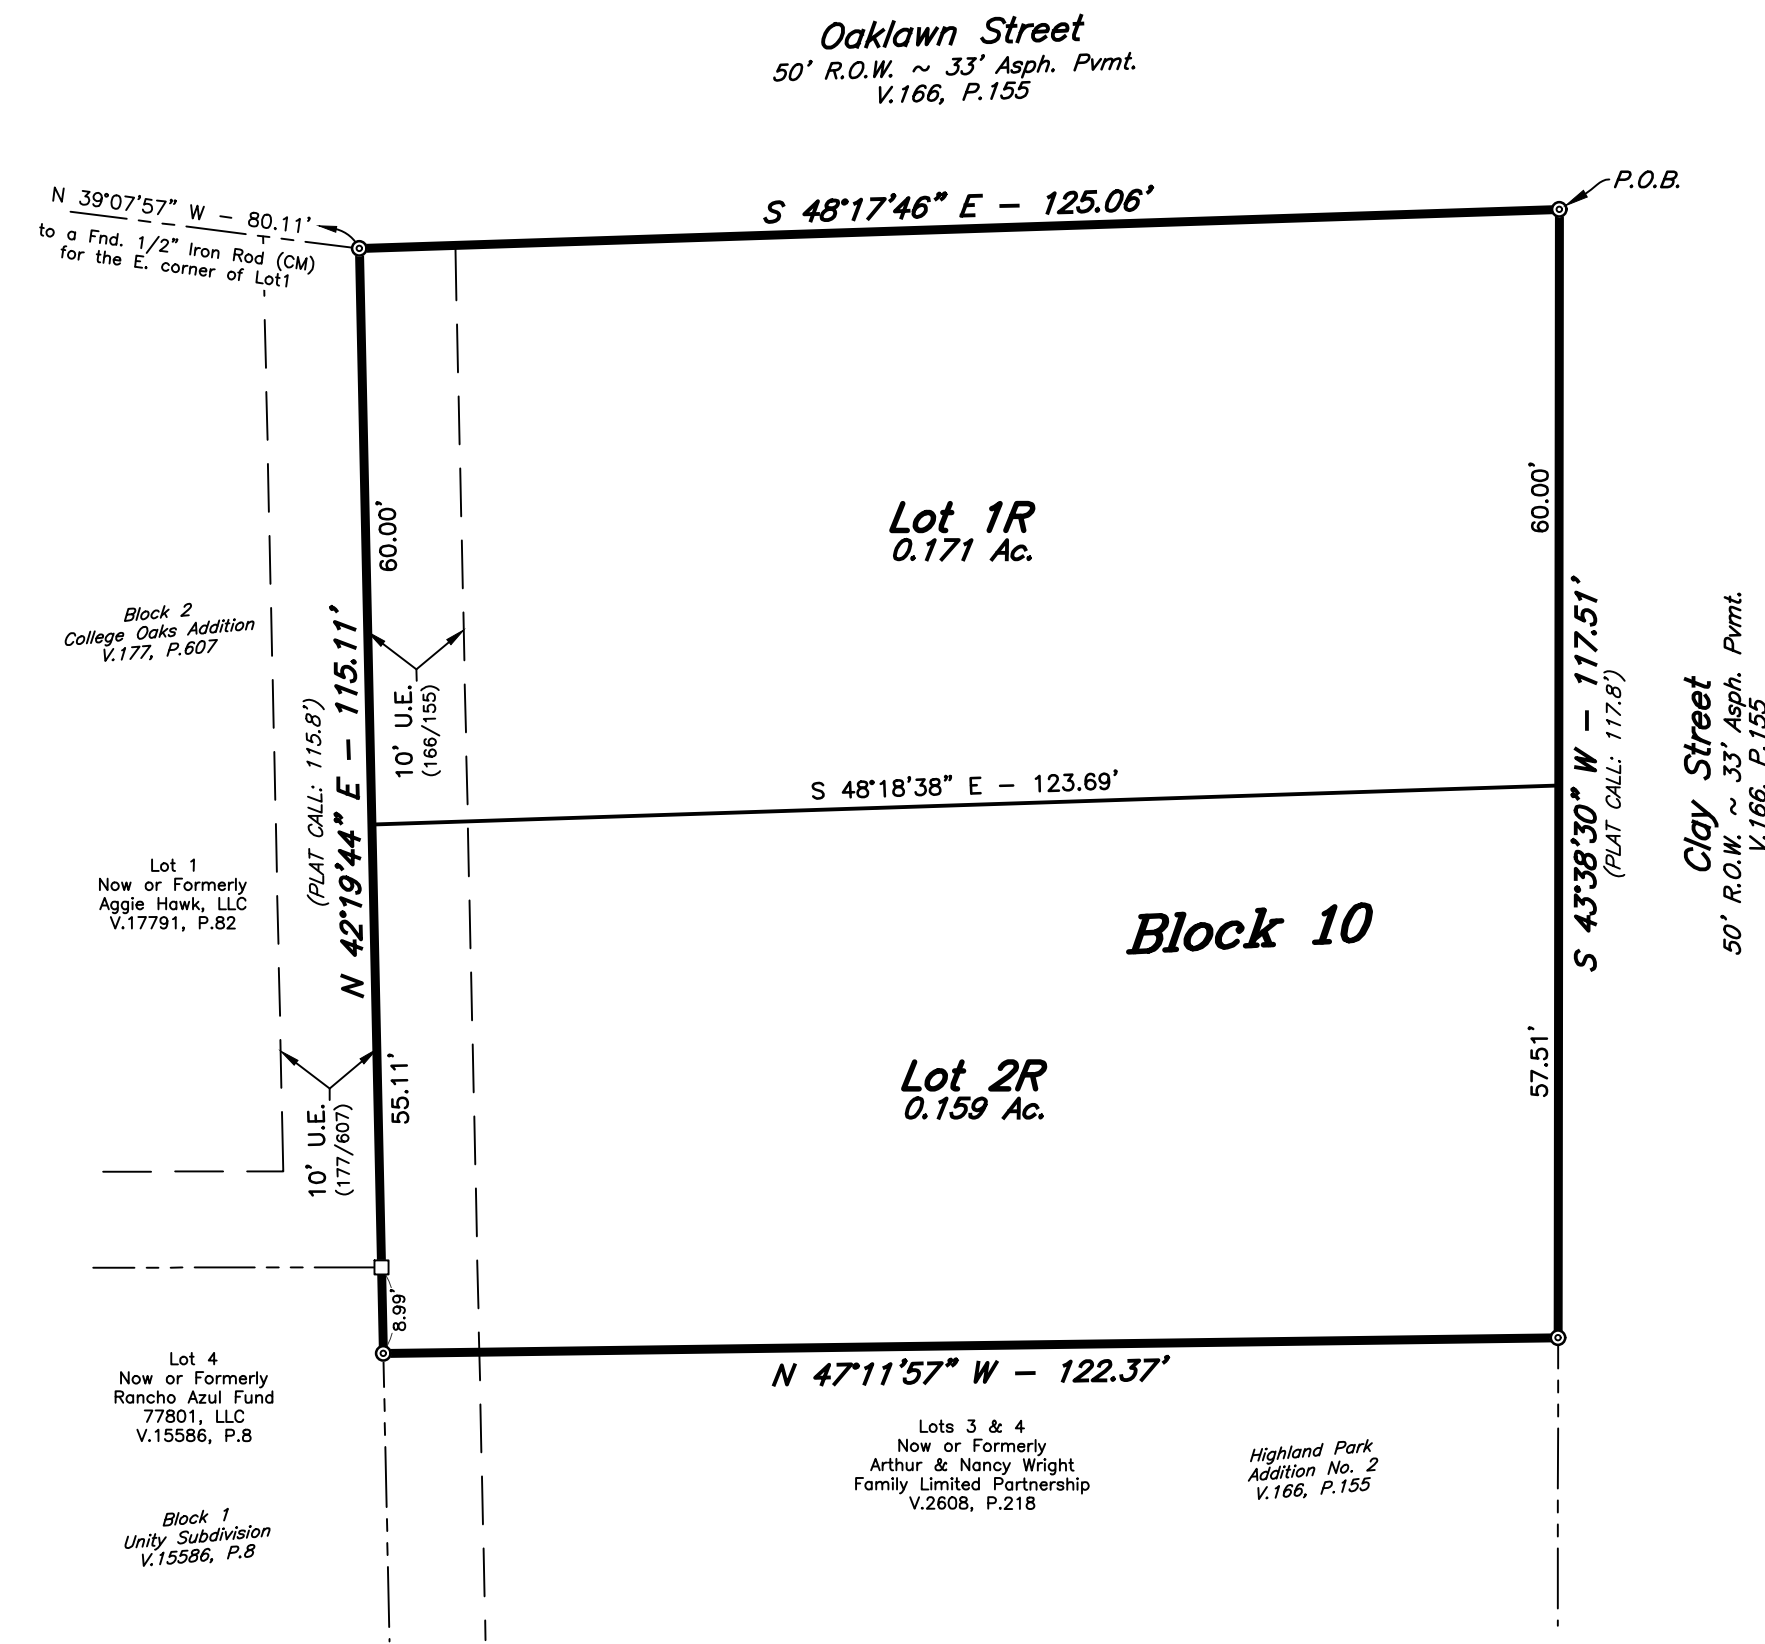 Oaklawn Street
50' R.O.W. ~ 33' Asph. Pvmt.
V.166, P.155
P.O.B.
N 39°07'57" W - 80.11'
to a Fnd. 1/2" Iron Rod (CM)
for the E. corner of Lot1
S 48°17'46" E - 125.06'
60.00'
60.00'
Lot 1R
0.171 Ac.
Block 2
College Oaks Addition
V.177, P.607
N 42°19'44" E - 115.11'
(PLAT CALL: 115.8')
10' U.E.
(166/155)
S 43°38'30" W - 117.51'
(PLAT CALL: 117.8')
Clay Street
50' R.O.W. ~ 33' Asph. Pvmt.
V.166, P.155
S 48°18'38" E - 123.69'
Lot 1
Now or Formerly
Aggie Hawk, LLC
V.17791, P.82
Block 10
55.11'
57.51'
Lot 2R
0.159 Ac.
10' U.E.
(177/607)
8.99'
N 47°11'57" W - 122.37'
Lot 4
Now or Formerly
Rancho Azul Fund
77801, LLC
V.15586, P.8
Lots 3 & 4
Now or Formerly
Arthur & Nancy Wright
Family Limited Partnership
V.2608, P.218
Highland Park
Addition No. 2
V.166, P.155
Block 1
Unity Subdivision
V.15586, P.8